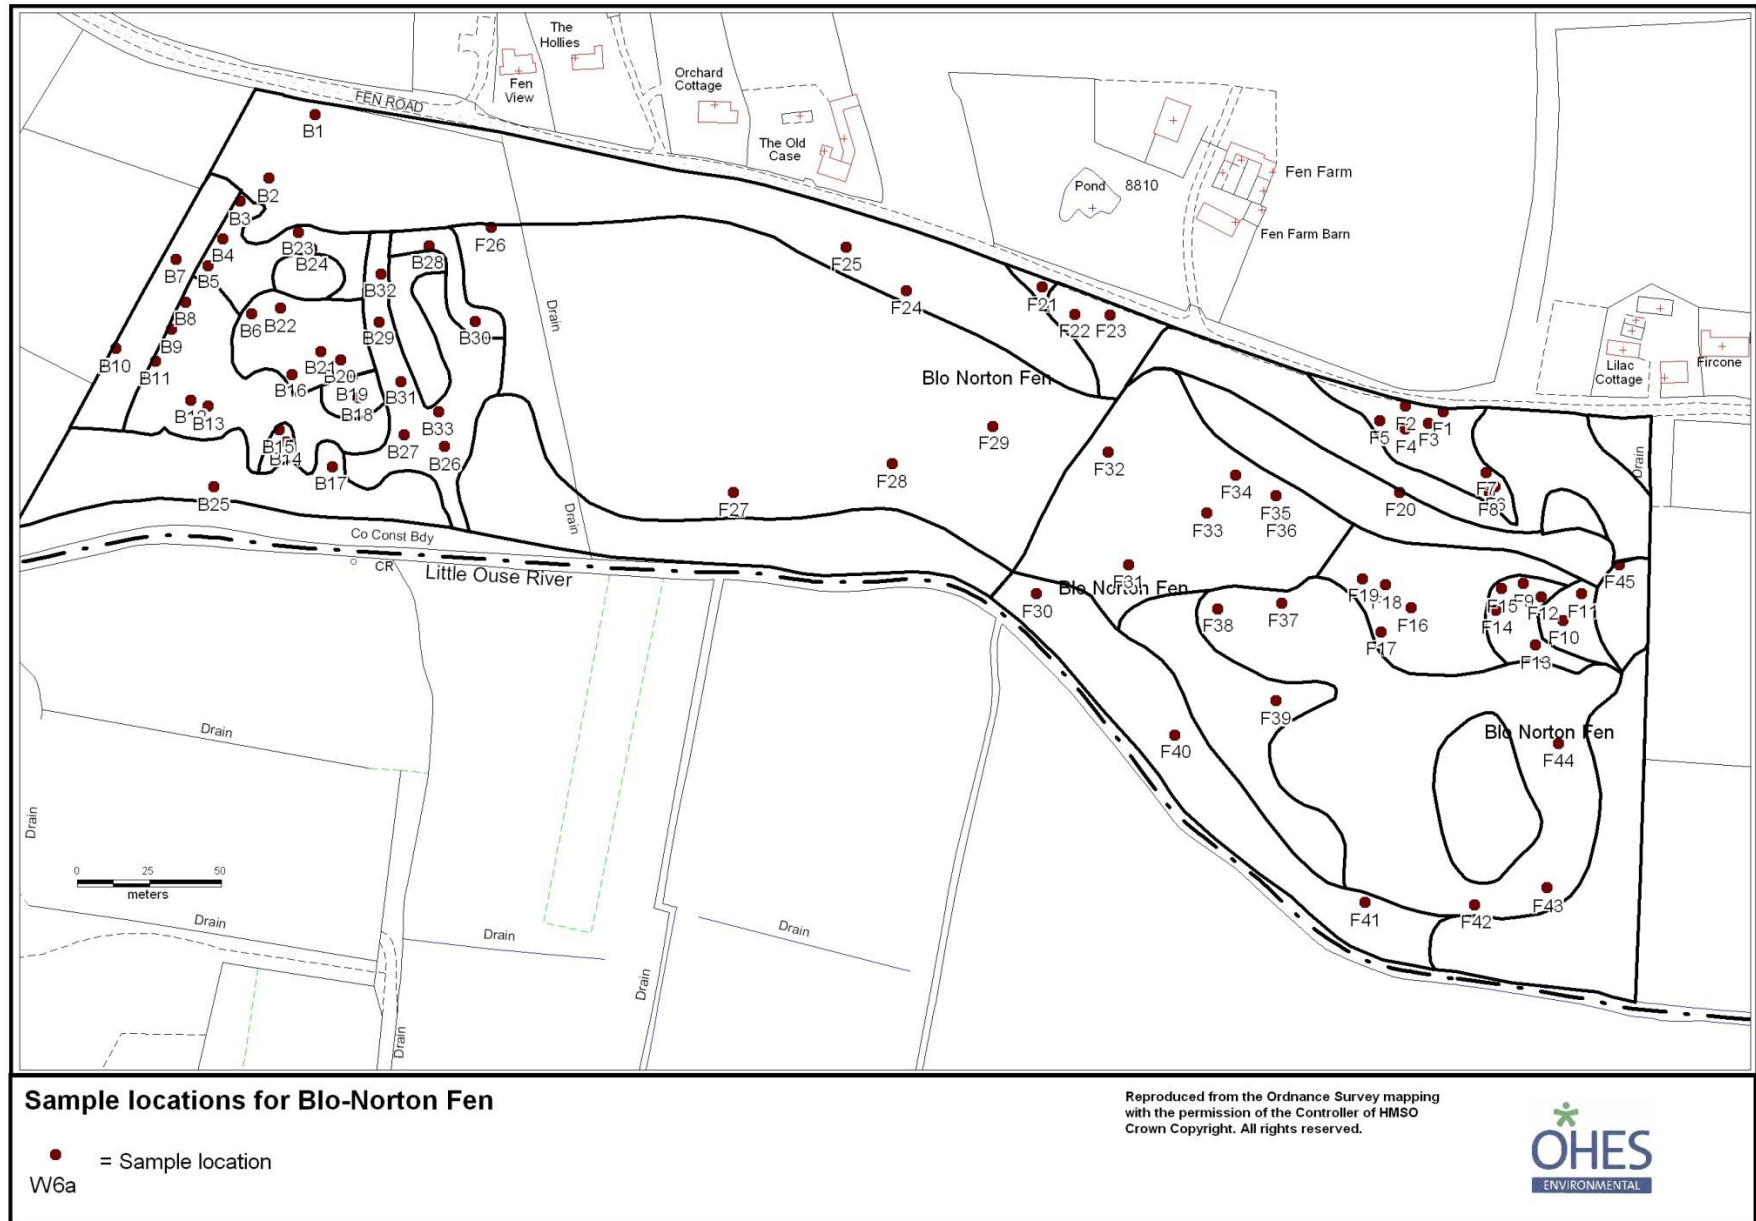 The
Hollies
Fen
View
FEN ROAD
Orchard
Cottage
The Old
Case
Pond
8810
Fen Farm
Fen Farm Barn
Lilac
Cottage
Fircone
B1
B2
B3
B4
B5
B6
B7
B8
B9
B10
B11
B12
B13
B14
B15
B16
B17
B18
B19
B20
B21
B22
B23
B24
B25
B26
B27
B28
B29
B30
B31
B32
B33
F26
F25
F24
F21
F22
F23
Blo Norton Fen
F29
F28
F27
F32
F34
F33
F35
F36
F31
Blo Norton Fen
F30
F20
F5
F2
F4
F3
F1
F7
F8
F45
F19
F18
F16
F17
F15
F14
F9
F12
F11
F10
F13
F38
F37
F39
F40
Blo Norton Fen
F44
F41
F42
F43
Drain
Drain
Drain
Co Const Bdy
CR
Little Ouse River
Drain
Drain
Drain
Drain
Drain
Drain
Drain
0 25 50
meters
Sample locations for Blo-Norton Fen
= Sample location
W6a
Reproduced from the Ordnance Survey mapping
with the permission of the Controller of HMSO
Crown Copyright. All rights reserved.
OHES
ENVIRONMENTAL